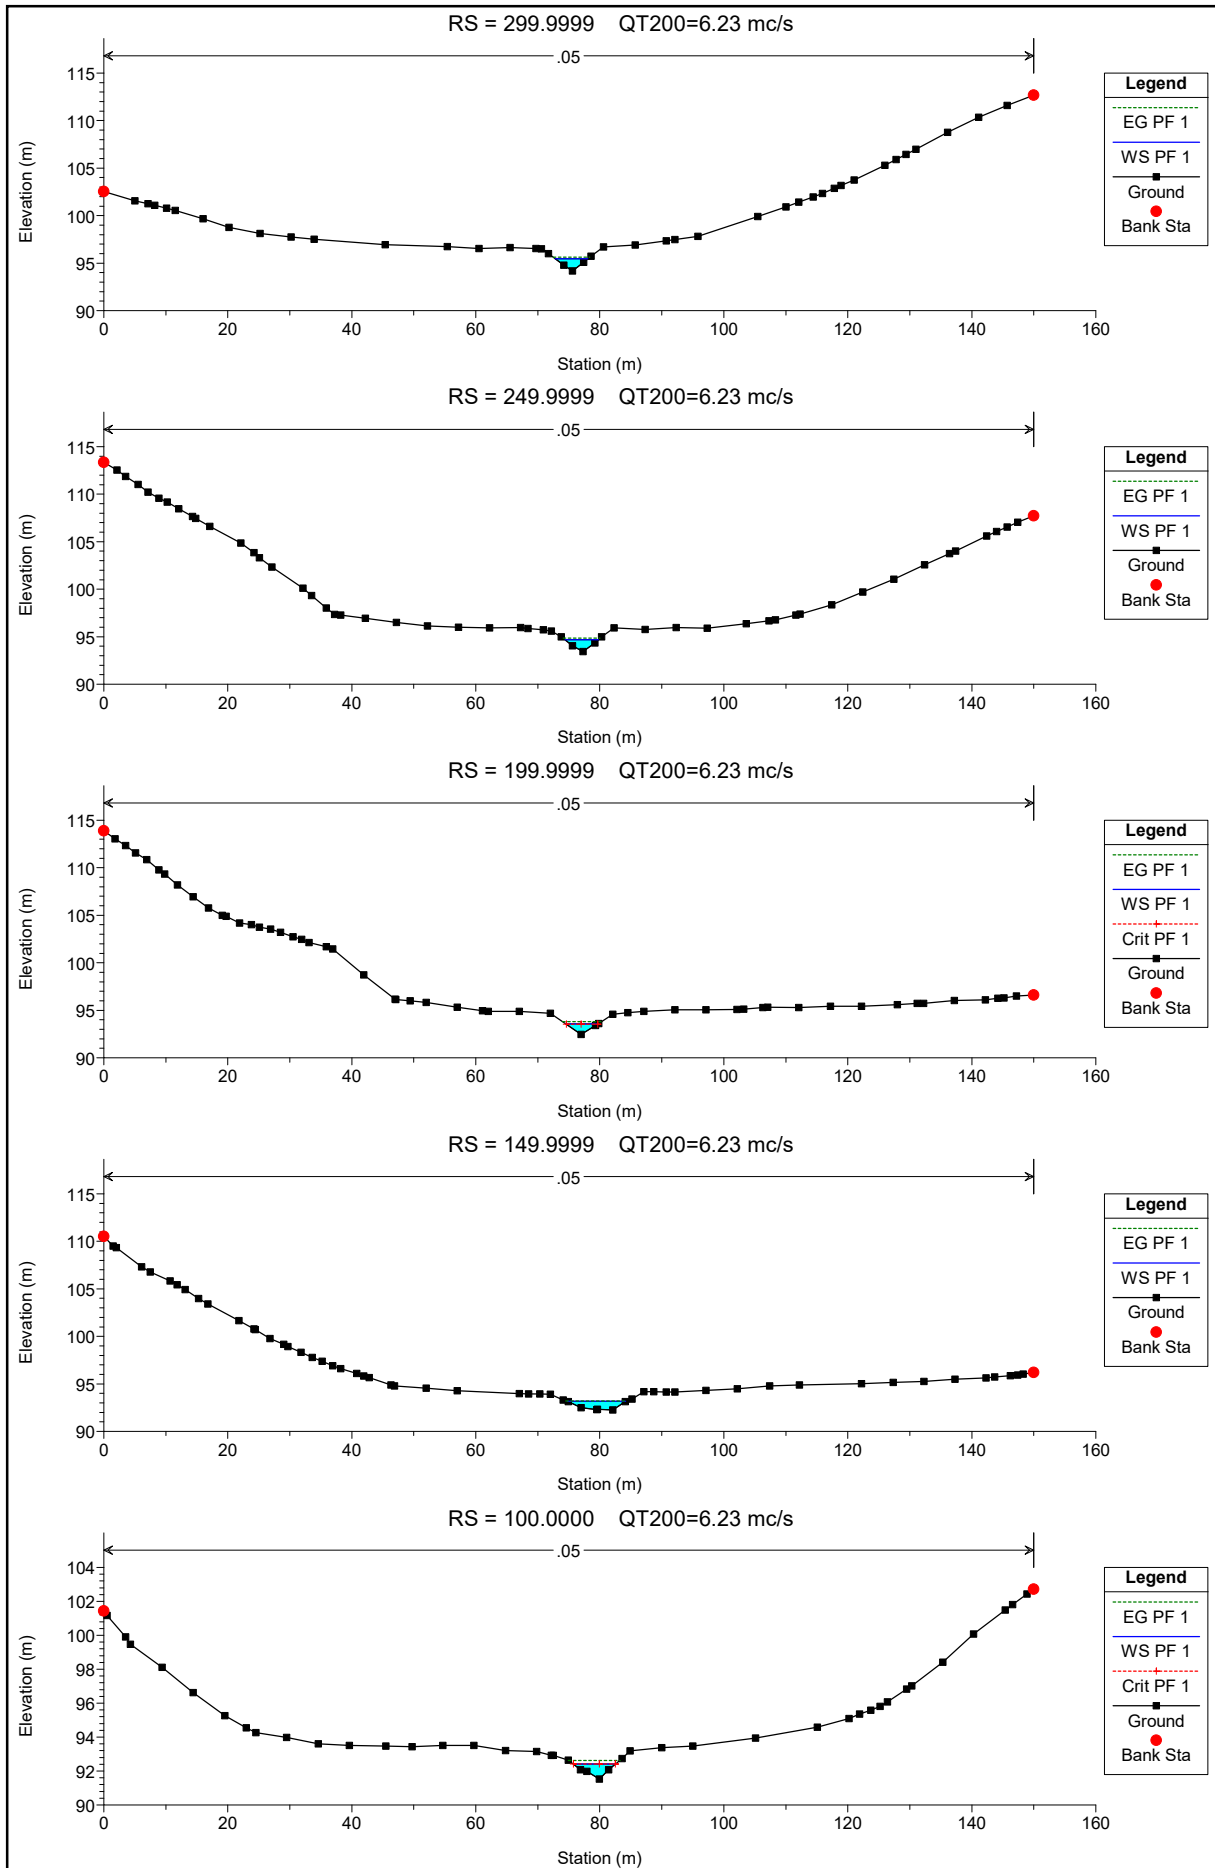 RS = 299.9999 QT200=6.23 mc/s
.05
115
110
105
100
95
90
Elevation (m)
0 20 40 60 80 100 120 140 160
Station (m)
Legend
EG PF 1
WS PF 1
Ground
Bank Sta
RS = 249.9999 QT200=6.23 mc/s
.05
115
110
105
100
95
90
Elevation (m)
0 20 40 60 80 100 120 140 160
Station (m)
Legend
EG PF 1
WS PF 1
Ground
Bank Sta
RS = 199.9999 QT200=6.23 mc/s
.05
115
110
105
100
95
90
Elevation (m)
0 20 40 60 80 100 120 140 160
Station (m)
Legend
EG PF 1
WS PF 1
Crit PF 1
Ground
Bank Sta
RS = 149.9999 QT200=6.23 mc/s
.05
115
110
105
100
95
90
Elevation (m)
0 20 40 60 80 100 120 140 160
Station (m)
Legend
EG PF 1
WS PF 1
Ground
Bank Sta
RS = 100.0000 QT200=6.23 mc/s
.05
104
102
100
98
96
94
92
90
Elevation (m)
0 20 40 60 80 100 120 140 160
Station (m)
Legend
EG PF 1
WS PF 1
Crit PF 1
Ground
Bank Sta